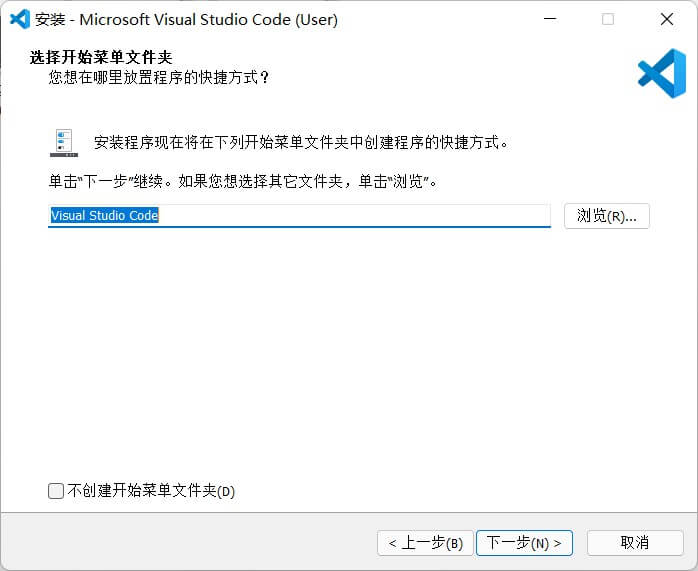 安装 - Microsoft Visual Studio Code (User)
选择开始菜单文件夹
您想在哪里放置程序的快捷方式？
安装程序现在将在下列开始菜单文件夹中创建程序的快捷方式。
单击“下一步”继续。如果您想选择其它文件夹，单击“浏览”。
Visual Studio Code 浏览(R)...
不创建开始菜单文件夹(D)
< 上一步(B) 下一步(N) > 取消